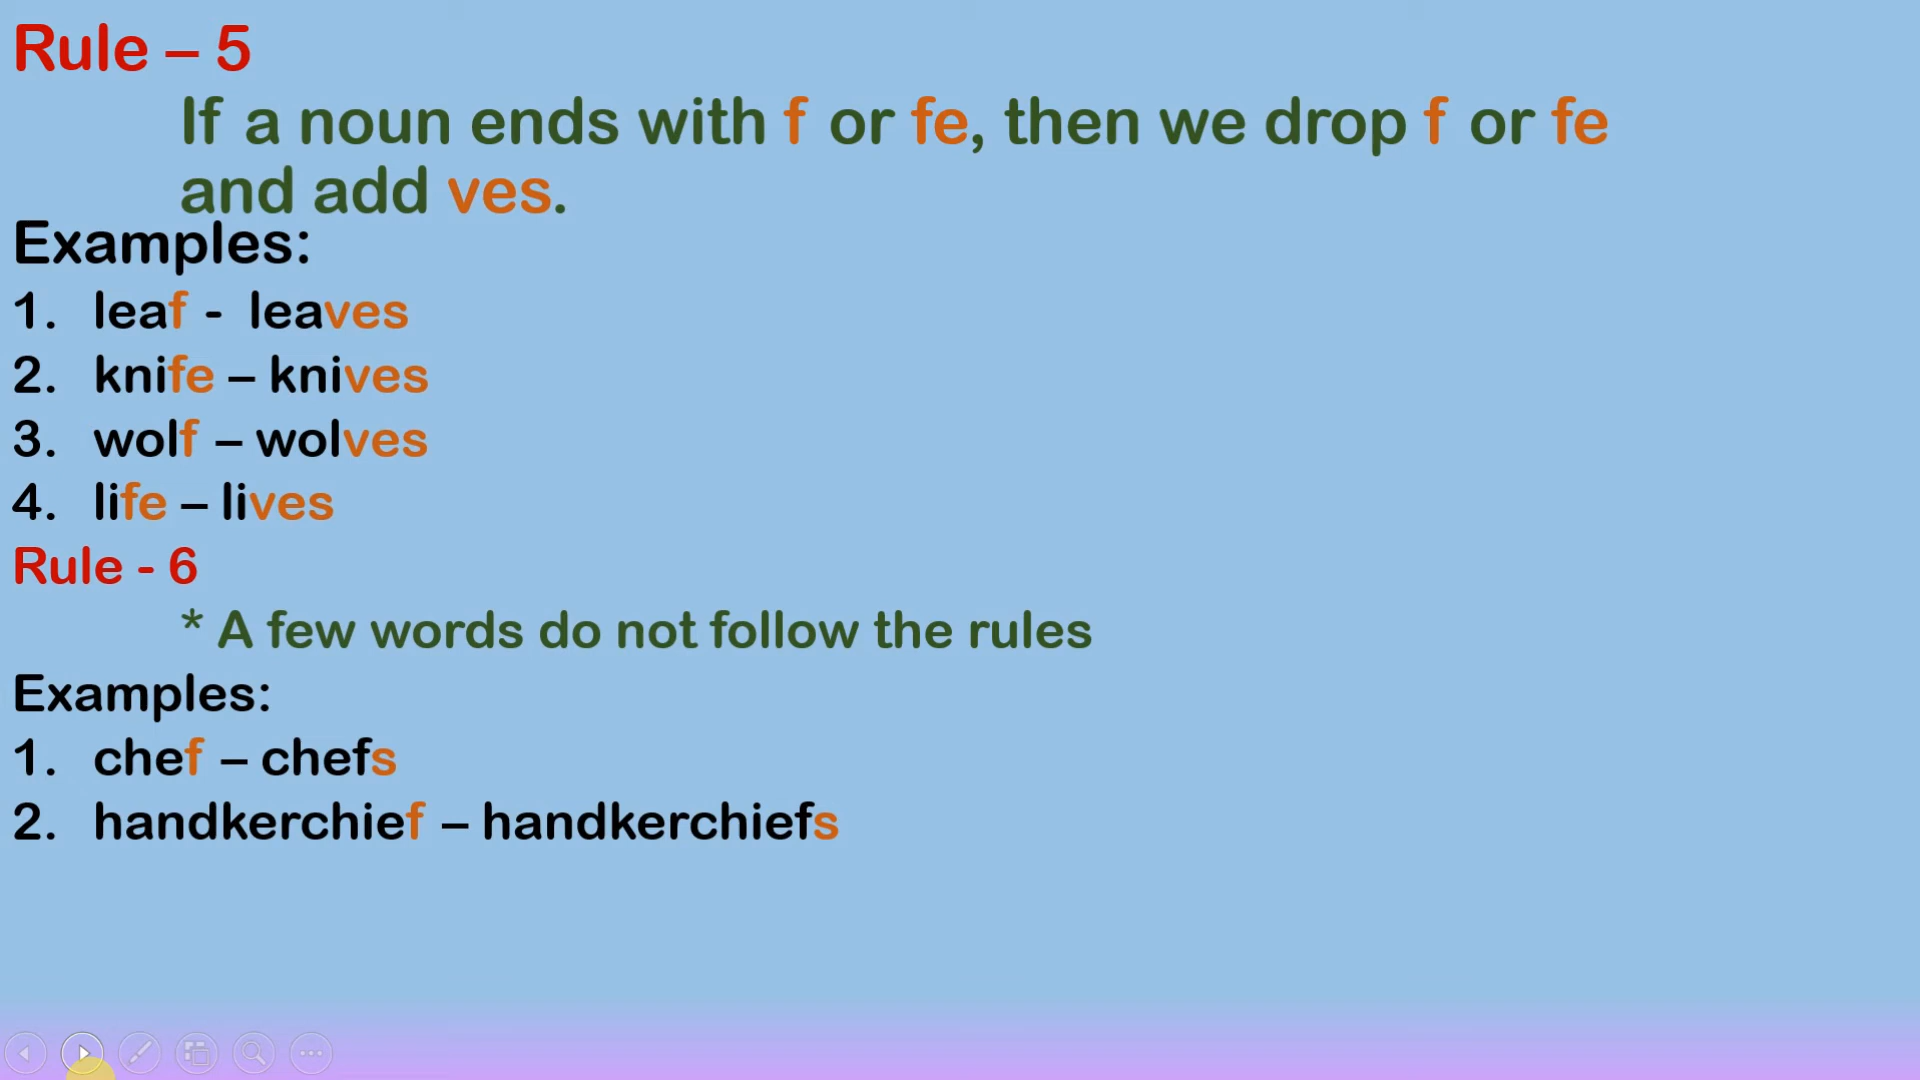 Rule – 5
If a noun ends with f or fe, then we drop f or fe
and add ves.
Examples:
1. leaf - leaves
2. knife – knives
3. wolf – wolves
4. life – lives
Rule - 6
* A few words do not follow the rules
Examples:
1. chef – chefs
2. handkerchief – handkerchiefs